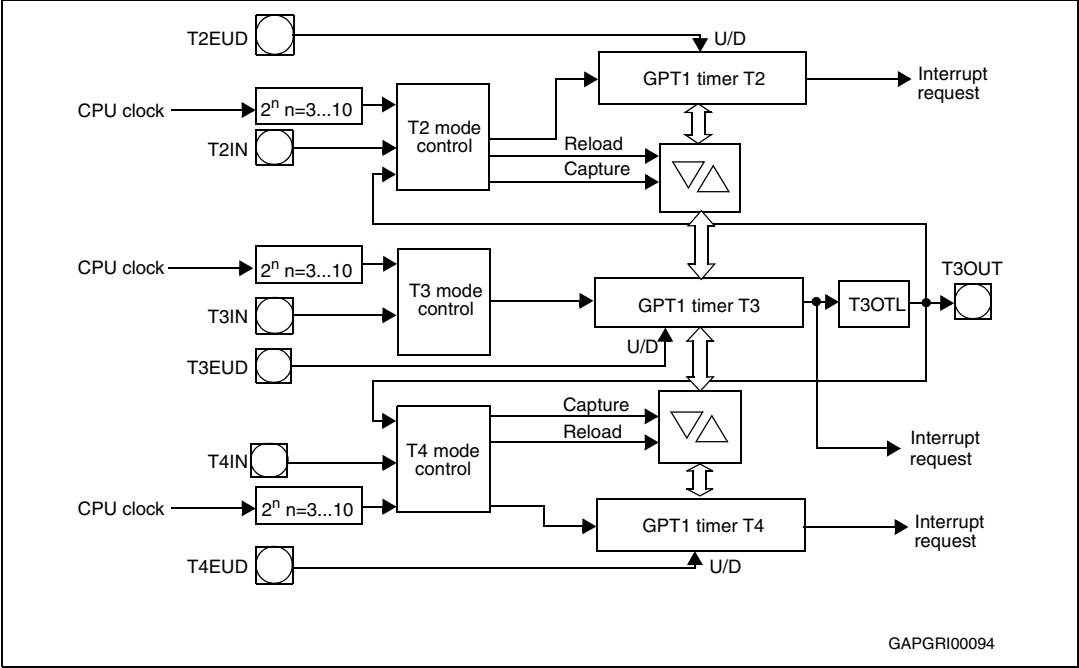 T2EUD
U/D
CPU clock
2ⁿ n=3...10
T2 mode
control
GPT1 timer T2
Interrupt
request
T2IN
Reload
Capture
CPU clock
2ⁿ n=3...10
T3 mode
control
GPT1 timer T3
T3OTL
T3OUT
T3IN
U/D
T3EUD
Capture
Reload
T4 mode
control
Interrupt
request
T4IN
CPU clock
2ⁿ n=3...10
GPT1 timer T4
Interrupt
request
T4EUD
U/D
GAPGRI00094